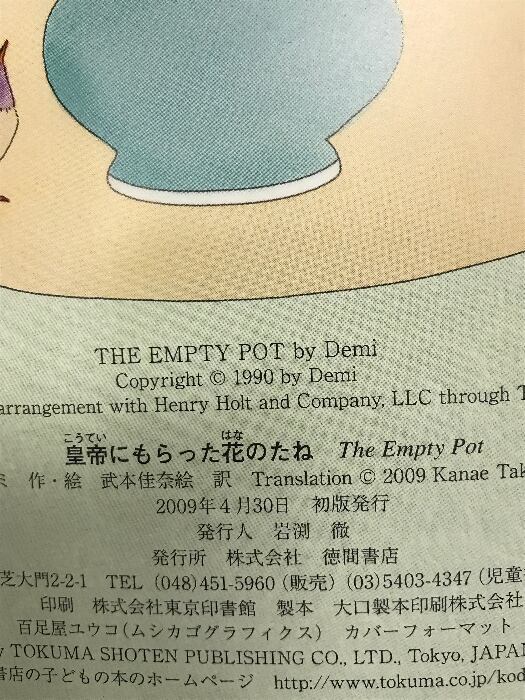 THE EMPTY POT by Demi
Copyright © 1990 by Demi
arrangement with Henry Holt and Company, LLC through
こうてい はな
皇帝にもらった花のたね The Empty Pot
ミ 作・絵 武本佳奈絵 訳 Translation © 2009 Kanae
2009年4月30日 初版発行
発行人 岩渕 徹
発行所 株式会社 徳間書店
芝大門2-2-1 TEL (048)451-5960 (販売) (03)5403-4347 (児童
印刷 株式会社東京印書館 製本 大口製本印刷株式会社
百足屋ユウコ(ムシカゴグラフィクス) カバーフォーマット
TOKUMA SHOTEN PUBLISHING CO., LTD., Tokyo, JAPAN
書店の子どもの本のホームページ http://www.tokuma.co.jp/kod